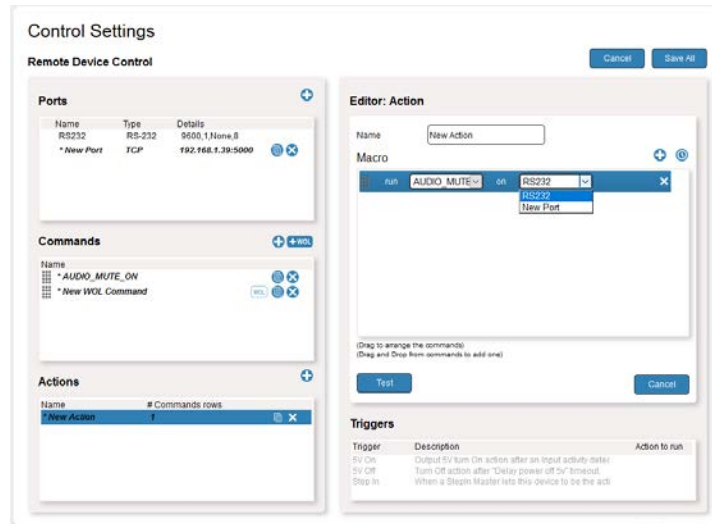 Control Settings
Remote Device Control
Cancel
Save All
Ports
Name Type Details
RS232 RS-232 9600,1,None,8
* New Port TCP 192.168.1.39:5000
Commands
+WOL
Name
* AUDIO_MUTE_ON
* New WOL Command
WOL
Actions
Name # Commands rows
* New Action 1
Editor: Action
Name New Action
Macro
run AUDIO_MUTE on RS232
RS232
New Port
(Drag to arrange the commands)
(Drag and Drop from commands to add one)
Test
Cancel
Triggers
Trigger Description Action to run
5V On Output 5V turn On action after an Input activity detec
5V Off Turn Off action after "Delay power off 5v" timeout.
Step In When a StepIn Master lets this device to be the acti